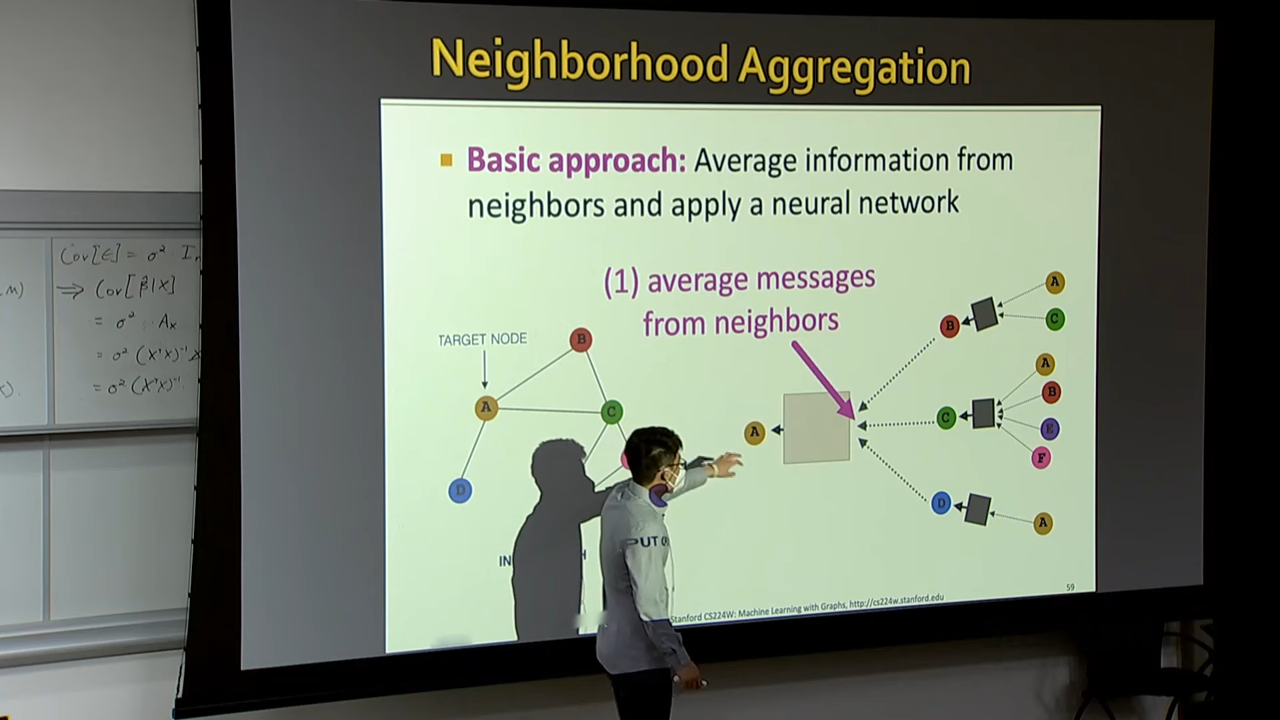 Neighborhood Aggregation
Basic approach: Average information from
neighbors and apply a neural network
(1) average messages
from neighbors
TARGET NODE
A
B
C
D
A
B
C
D
A
C
A
B
E
F
A
IN
PUT
H
Stanford CS224W: Machine Learning with Graphs, http://cs224w.stanford.edu
59
Cov[ϵ] = σ² I
⇒ Cov[β̂|X]
= σ² Aₓ
= σ² (X'X)⁻¹
= σ² (X'X)⁻¹